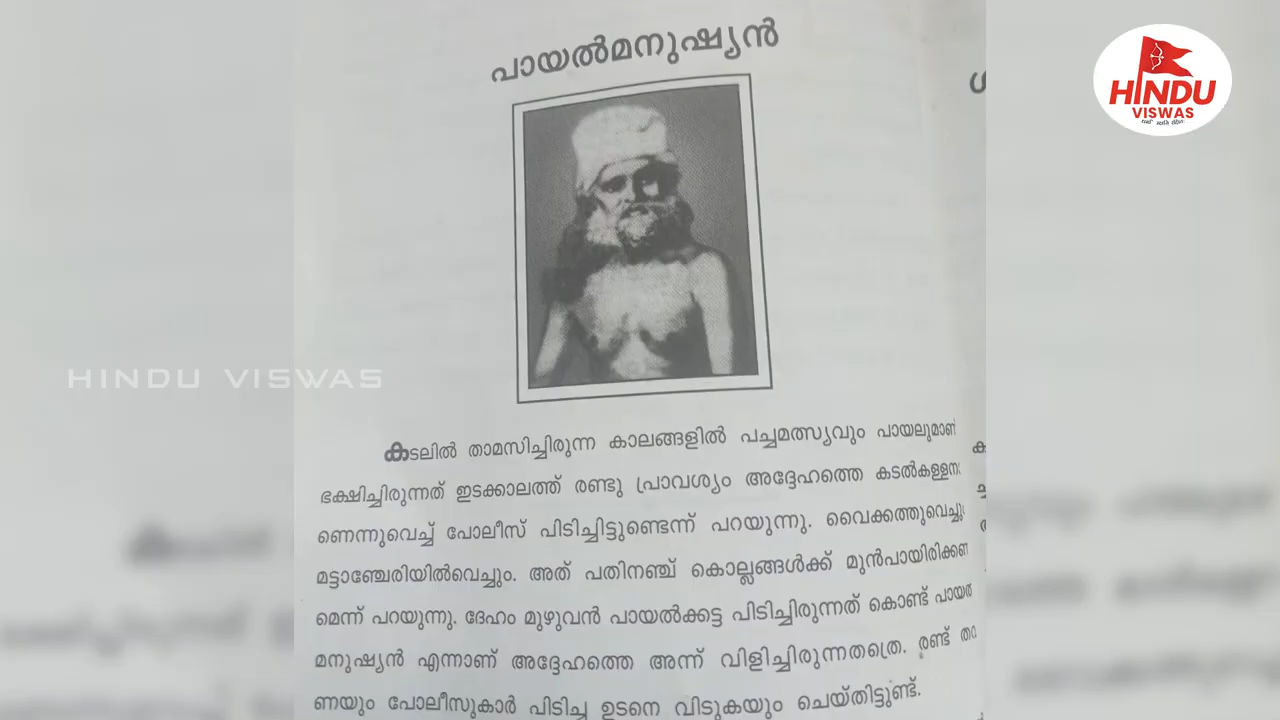 പായൽമനുഷ്യൻ
HINDU
VISWAS
HINDU VISWAS
കടലിൽ താമസിച്ചിരുന്ന കാലങ്ങളിൽ പച്ചമത്സ്യവും പായലുമാണ്
ഭക്ഷിച്ചിരുന്നത് ഇടക്കാലത്ത് രണ്ടു പ്രാവശ്യം അദ്ദേഹത്തെ കടൽകള്ളനാ
ണെന്നുവെച്ച് പോലീസ് പിടിച്ചിട്ടുണ്ടെന്ന് പറയുന്നു. വൈക്കത്തുവെച്ചും
മട്ടാഞ്ചേരിയിൽവെച്ചും. അത് പതിനഞ്ച് കൊല്ലങ്ങൾക്ക് മുൻപായിരിക്കണ
മെന്ന് പറയുന്നു. ദേഹം മുഴുവൻ പായൽക്കട്ട പിടിച്ചിരുന്നത് കൊണ്ട് പായൽ
മനുഷ്യൻ എന്നാണ് അദ്ദേഹത്തെ അന്ന് വിളിച്ചിരുന്നതത്രെ. രണ്ട് തവ
ണയും പോലീസുകാർ പിടിച്ച ഉടനെ വിടുകയും ചെയ്തിട്ടുണ്ട്.